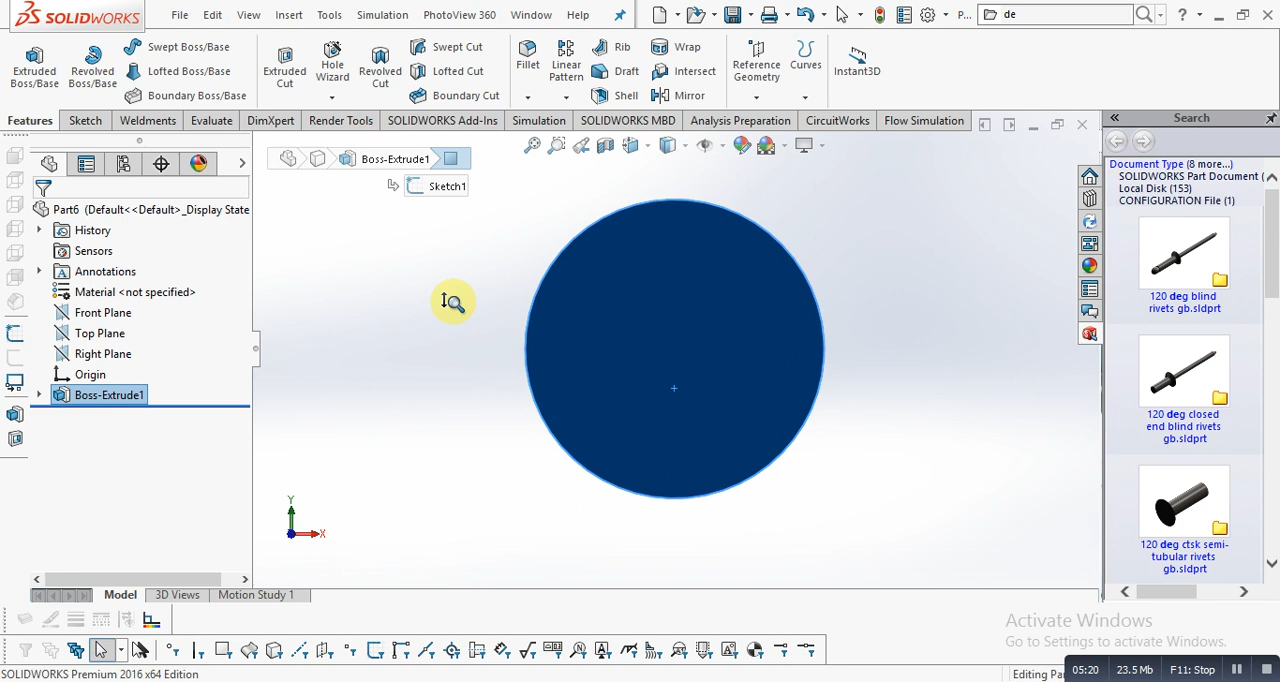 SOLIDWORKS
File Edit View Insert Tools Simulation PhotoView 360 Window Help
P...
de
Extruded Boss/Base
Revolved Boss/Base
Swept Boss/Base
Lofted Boss/Base
Boundary Boss/Base
Extruded Cut
Hole Wizard
Revolved Cut
Swept Cut
Lofted Cut
Boundary Cut
Fillet
Linear Pattern
Rib
Draft
Shell
Wrap
Intersect
Mirror
Reference Geometry
Curves
Instant3D
Features Sketch Weldments Evaluate DimXpert Render Tools SOLIDWORKS Add-Ins Simulation SOLIDWORKS MBD Analysis Preparation CircuitWorks Flow Simulation
Search
Boss-Extrude1
Sketch1
Part6 (Default<<Default>_Display State
History
Sensors
Annotations
Material <not specified>
Front Plane
Top Plane
Right Plane
Origin
Boss-Extrude1
Y
X
Document Type (8 more...)
SOLIDWORKS Part Document (
Local Disk (153)
CONFIGURATION File (1)
120 deg blind
rivets gb.sldprt
120 deg closed
end blind rivets
gb.sldprt
120 deg ctsk semi-
tubular rivets
gb.sldprt
Model 3D Views Motion Study 1
Activate Windows
Go to Settings to activate Windows.
SOLIDWORKS Premium 2016 x64 Edition
Editing Pa
05:20 23.5 Mb F11: Stop